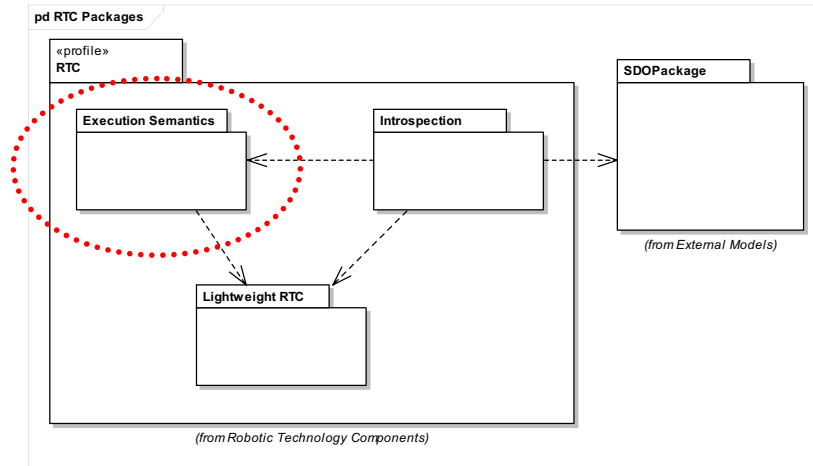 pd RTC Packages
«profile»
RTC
SDOPackage
Execution Semantics
Introspection
(from External Models)
Lightweight RTC
(from Robotic Technology Components)